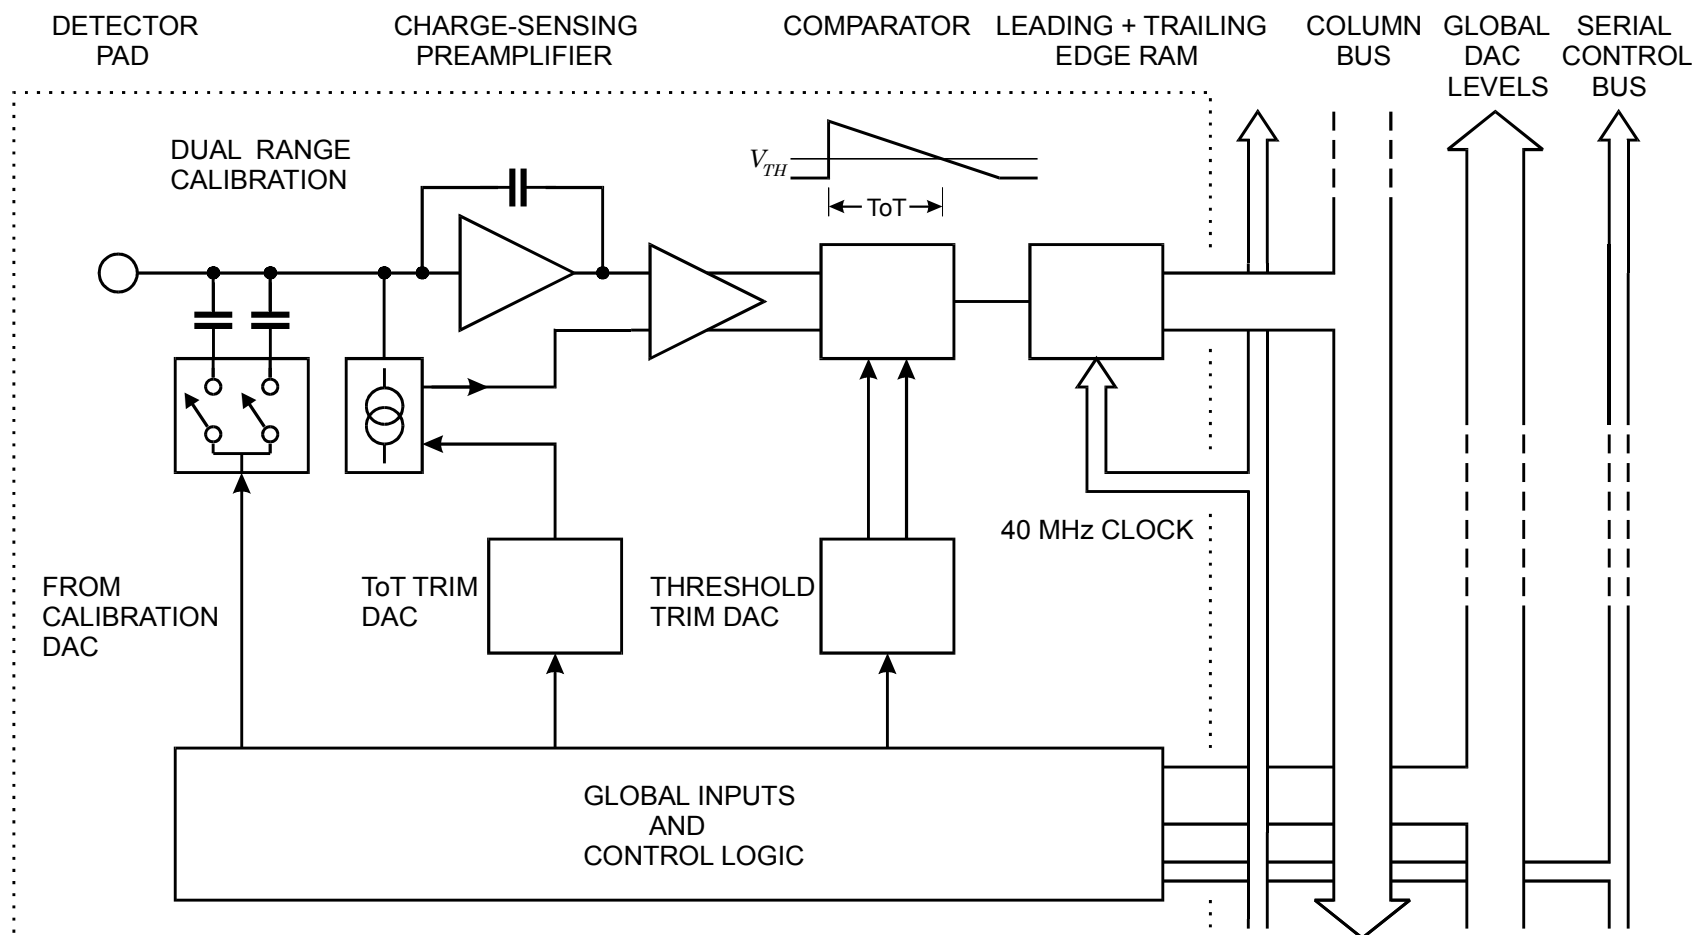 DETECTOR
PAD
CHARGE-SENSING
PREAMPLIFIER
COMPARATOR
LEADING + TRAILING
EDGE RAM
COLUMN
BUS
GLOBAL
DAC
LEVELS
SERIAL
CONTROL
BUS
DUAL RANGE
CALIBRATION
VTH
ToT
40 MHz CLOCK
FROM
CALIBRATION
DAC
ToT TRIM
DAC
THRESHOLD
TRIM DAC
GLOBAL INPUTS
AND
CONTROL LOGIC